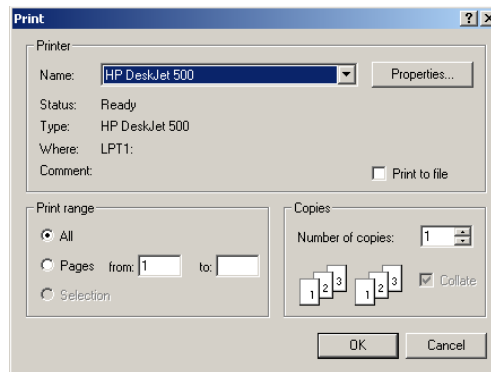 Print
Printer
Name: HP DeskJet 500 Properties...
Status: Ready
Type: HP DeskJet 500
Where: LPT1:
Comment: Print to file
Print range
All
Pages from: 1 to:
Selection
Copies
Number of copies: 1
1 2 3 1 2 3 Collate
OK Cancel